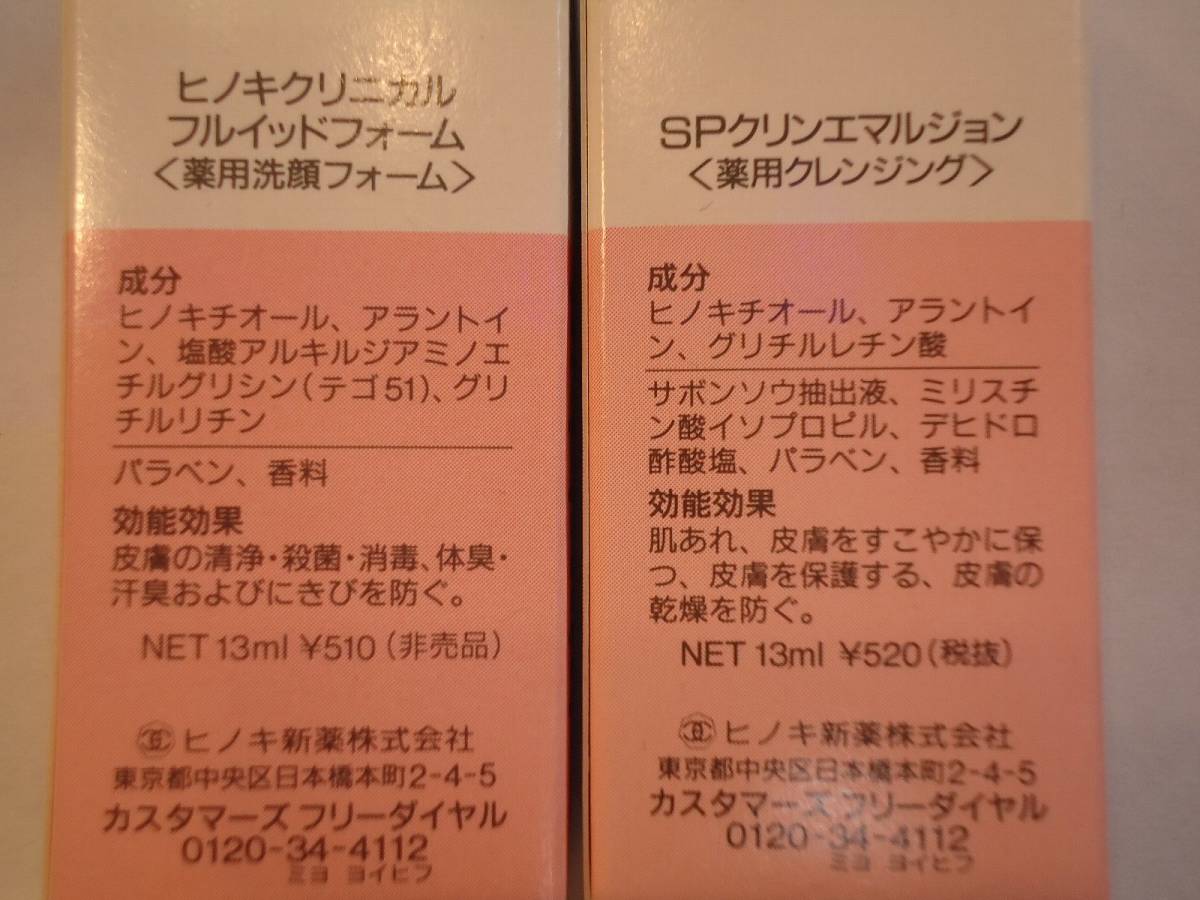 ヒノキクリニカル
フルイッドフォーム
〈薬用洗顔フォーム〉
成分
ヒノキチオール、アラントイ
ン、塩酸アルキルジアミノエ
チルグリシン(テゴ51)、グリ
チルリチン
パラベン、香料
効能効果
皮膚の清浄・殺菌・消毒、体臭・
汗臭およびにきびを防ぐ。
NET 13ml ¥510(非売品)
ヒノキ新薬株式会社
東京都中央区日本橋本町2-4-5
カスタマーズフリーダイヤル
0120-34-4112
ミヨ ヨイヒフ
SPクリンエマルジョン
〈薬用クレンジング〉
成分
ヒノキチオール、アラントイ
ン、グリチルレチン酸
サボンソウ抽出液、ミリスチ
ン酸イソプロピル、デヒドロ
酢酸塩、パラベン、香料
効能効果
肌あれ、皮膚をすこやかに保
つ、皮膚を保護する、皮膚の
乾燥を防ぐ。
NET 13ml ¥520(税抜)
ヒノキ新薬株式会社
東京都中央区日本橋本町2-4-5
カスタマーズフリーダイヤル
0120-34-4112
ミヨ ヨイヒフ